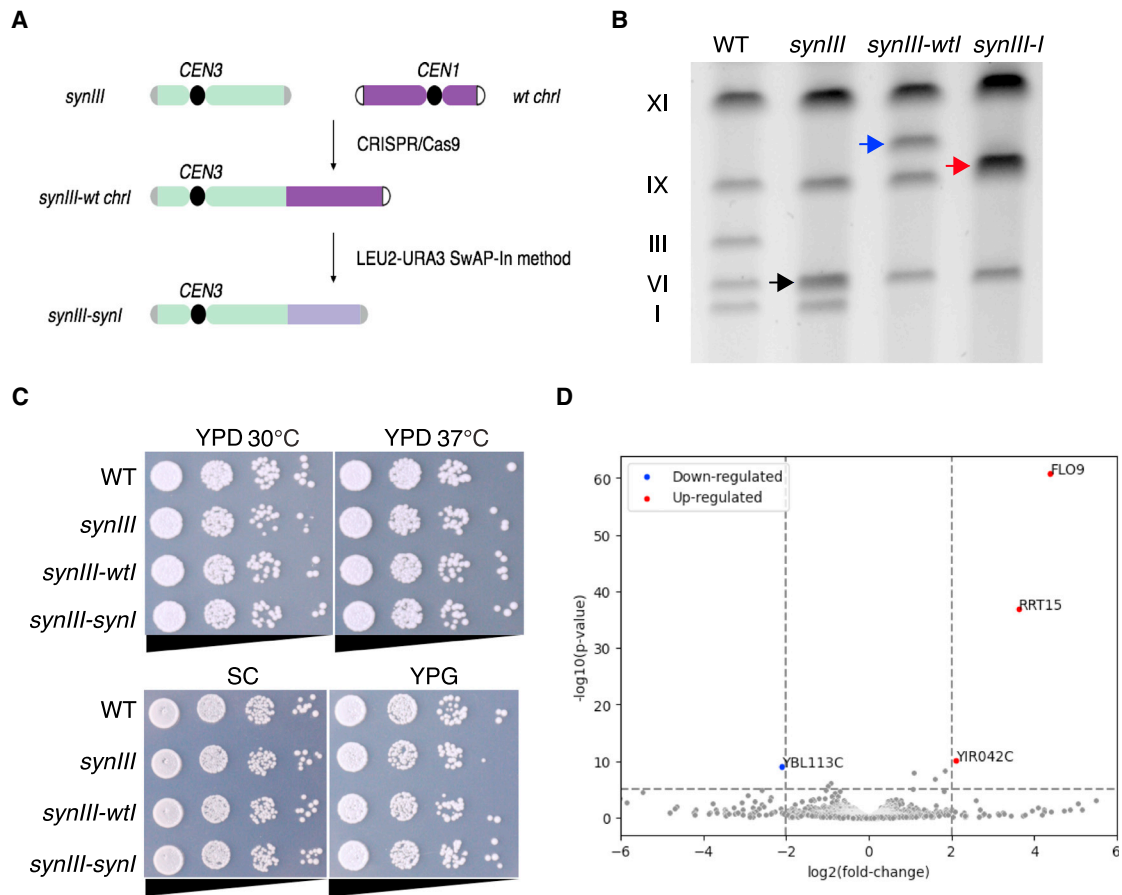 A
CEN3
CEN1
synIII
wt chrI
CRISPR/Cas9
CEN3
synIII-wt chrI
LEU2-URA3 SwAP-In method
CEN3
synIII-synI
B
WT synIII synIII-wtI synIII-I
XI
IX
III
VI
I
C
YPD 30°C YPD 37°C
WT
synIII
synIII-wtI
synIII-synI
SC YPG
WT
synIII
synIII-wtI
synIII-synI
D
Down-regulated
Up-regulated
FLO9
RRT15
YBL113C
YIR042C
-log10(p-value)
60
50
40
30
20
10
0
−6 −4 −2 0 2 4 6
log2(fold-change)